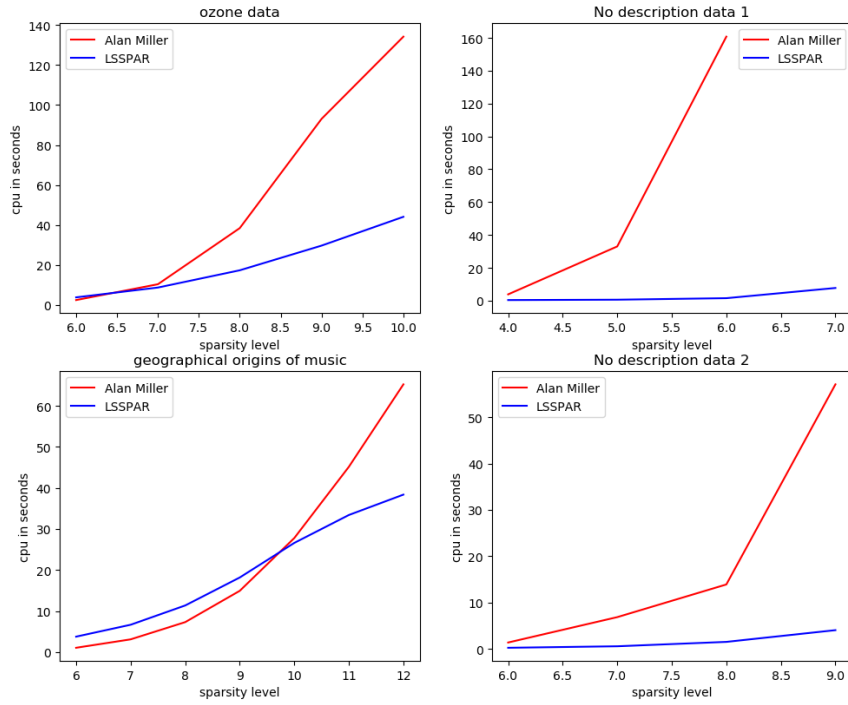 ozone data
140
120
100
80
60
40
20
0
cpu in seconds
Alan Miller
LSSPAR
6.0 6.5 7.0 7.5 8.0 8.5 9.0 9.5 10.0
sparsity level
No description data 1
160
140
120
100
80
60
40
20
0
cpu in seconds
Alan Miller
LSSPAR
4.0 4.5 5.0 5.5 6.0 6.5 7.0
sparsity level
geographical origins of music
60
50
40
30
20
10
0
cpu in seconds
Alan Miller
LSSPAR
6 7 8 9 10 11 12
sparsity level
No description data 2
50
40
30
20
10
0
cpu in seconds
Alan Miller
LSSPAR
6.0 6.5 7.0 7.5 8.0 8.5 9.0
sparsity level